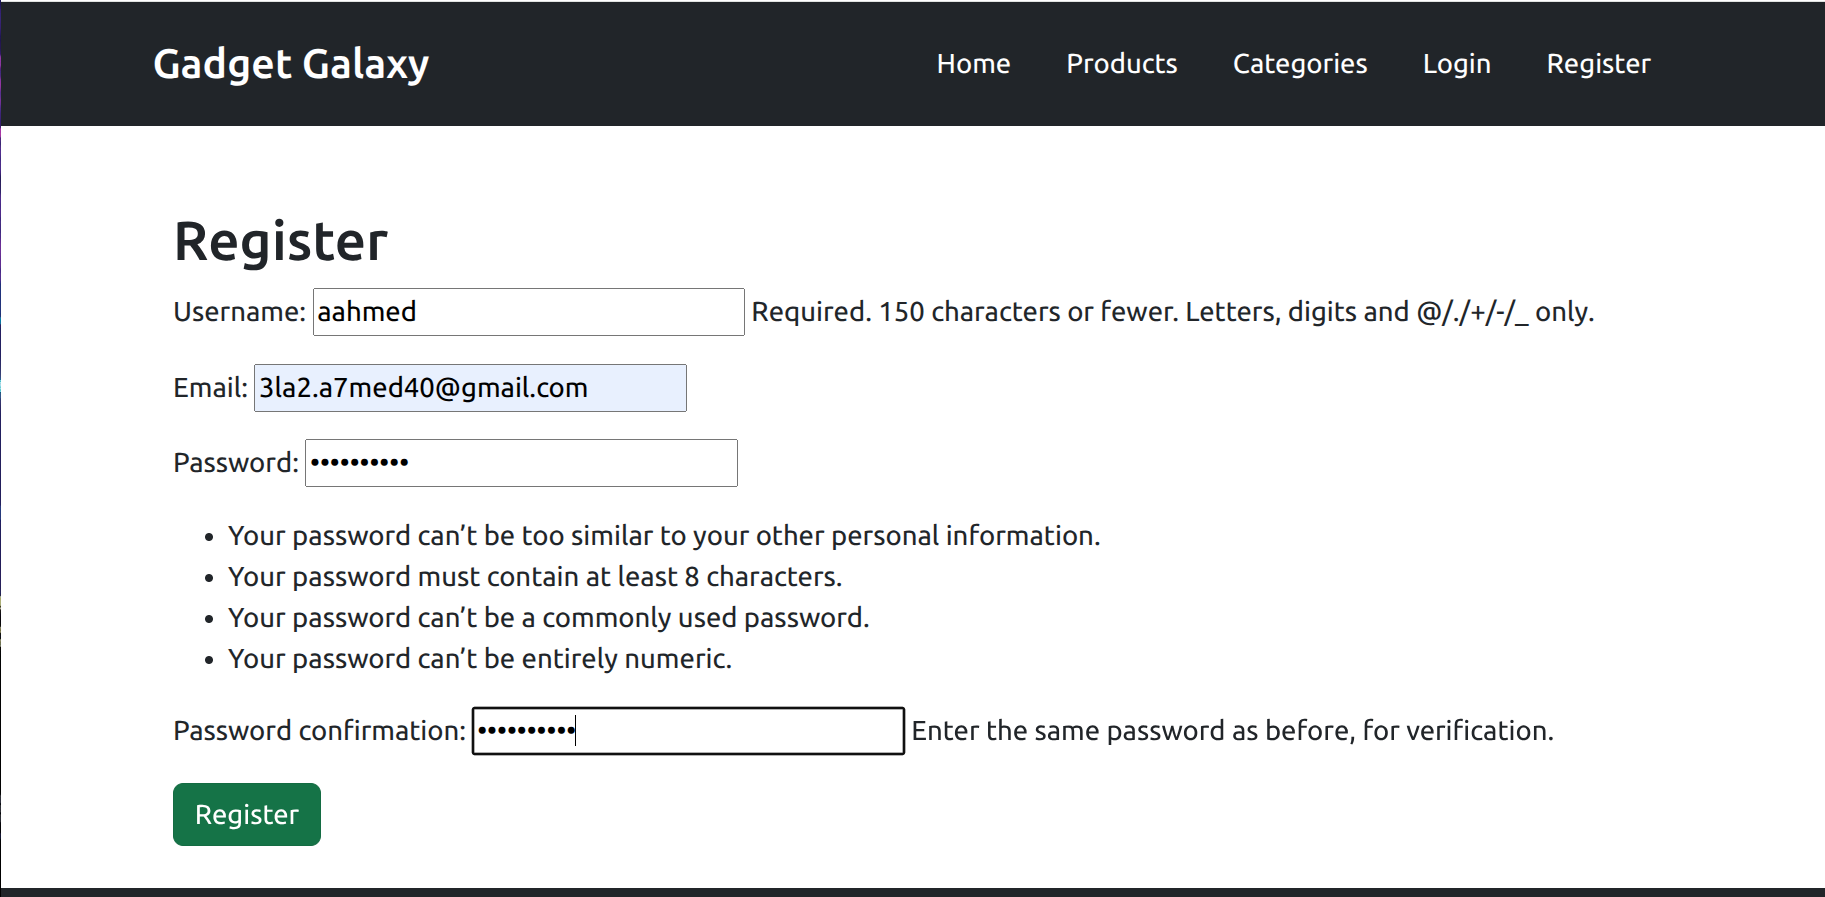 Gadget Galaxy Home Products Categories Login Register
Register
Username: aahmed Required. 150 characters or fewer. Letters, digits and @/./+/-/_ only.
Email: 3la2.a7med40@gmail.com
Password: ••••••••••
• Your password can’t be too similar to your other personal information.
• Your password must contain at least 8 characters.
• Your password can’t be a commonly used password.
• Your password can’t be entirely numeric.
Password confirmation: •••••••••• Enter the same password as before, for verification.
Register